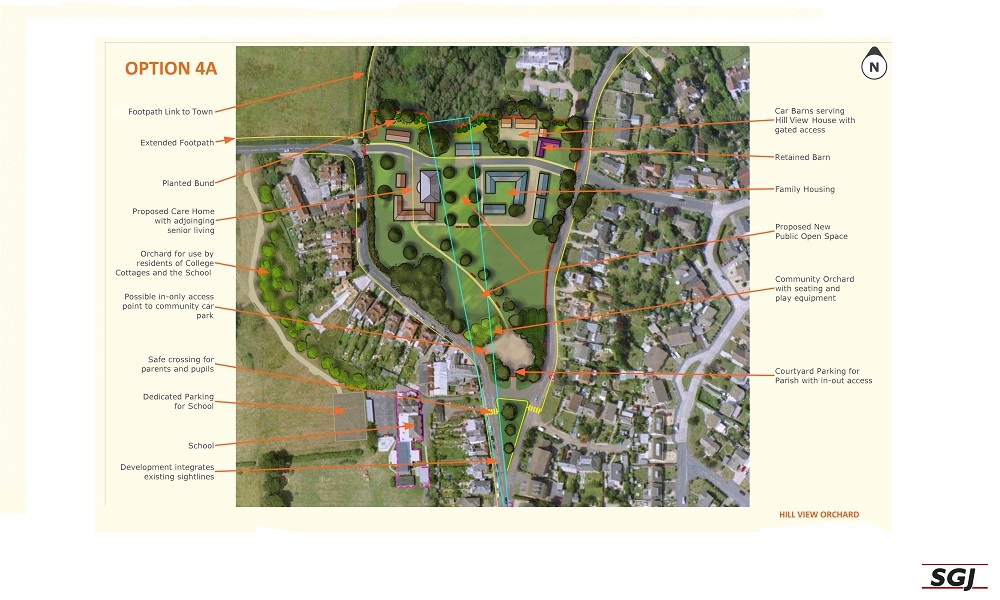 OPTION 4A
N
Footpath Link to Town
Extended Footpath
Planted Bund
Proposed Care Home
with adjoinging
senior living
Orchard for use by
residents of College
Cottages and the School
Possible in-only access
point to community car
park
Safe crossing for
parents and pupils
Dedicated Parking
for School
School
Development integrates
existing sightlines
Car Barns serving
Hill View House with
gated access
Retained Barn
Family Housing
Proposed New
Public Open Space
Community Orchard
with seating and
play equipment
Courtyard Parking for
Parish with in-out access
HILL VIEW ORCHARD
SGJ